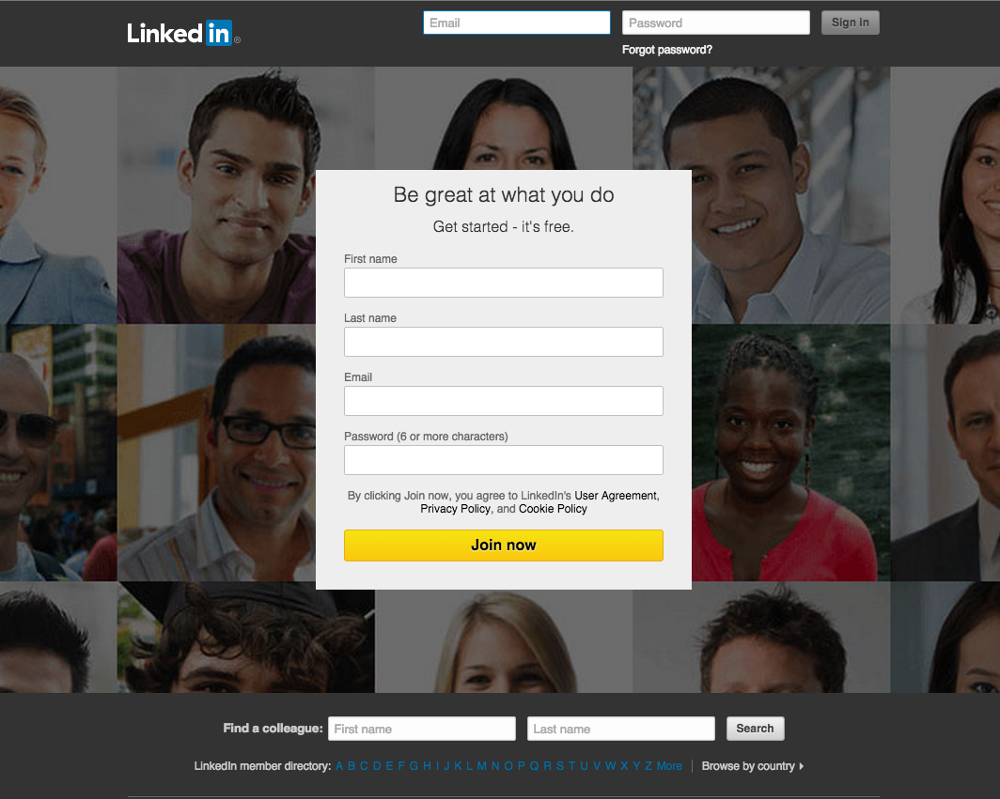 Linked in ®
Email Password Sign in
Forgot password?
Be great at what you do
Get started - it's free.
First name
Last name
Email
Password (6 or more characters)
By clicking Join now, you agree to LinkedIn's User Agreement,
Privacy Policy, and Cookie Policy
Join now
Find a colleague: First name Last name Search
LinkedIn member directory: A B C D E F G H I J K L M N O P Q R S T U V W X Y Z More Browse by country